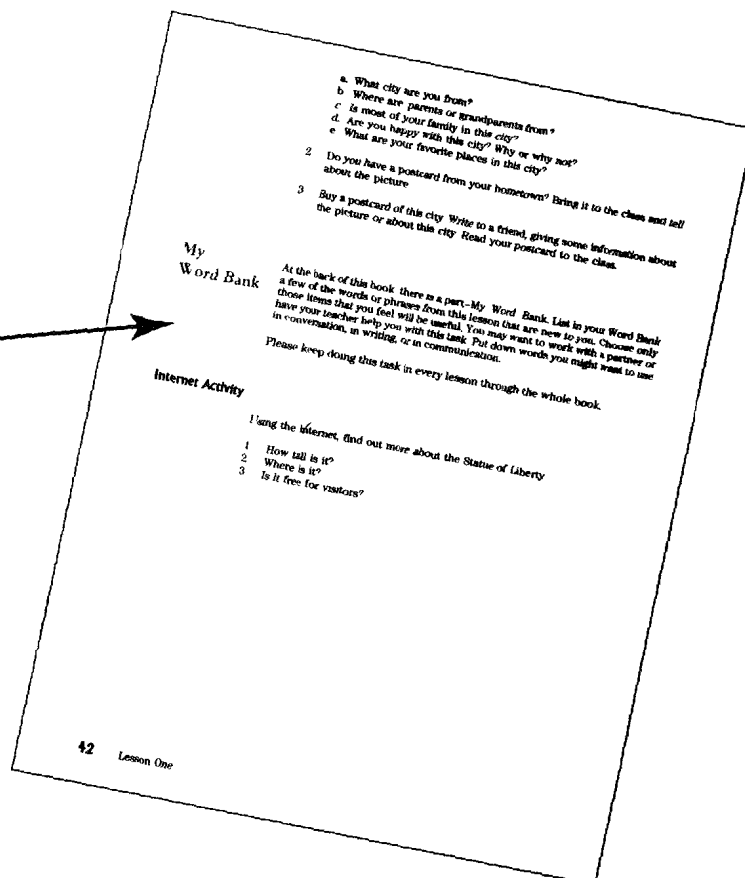 a. What city are you from?
b Where are parents or grandparents from?
c Is most of your family in this city?
d. Are you happy with this city? Why or why not?
e What are your favorite places in this city?
2 Do you have a postcard from your hometown? Bring it to the class and tell
about the picture
3 Buy a postcard of this city Write to a friend, giving some information about
the picture or about this city Read your postcard to the class.
My
Word Bank
At the back of this book there is a part–My Word Bank. List in your Word Bank
a few of the words or phrases from this lesson that are new to you. Choose only
those items that you feel will be useful. You may want to work with a partner or
have your teacher help you with this task Put down words you might want to use
in conversation, in writing, or in communication.
Please keep doing this task in every lesson through the whole book.
Internet Activity
Using the internet, find out more about the Statue of Liberty
1 How tall is it?
2 Where is it?
3 Is it free for visitors?
42 Lesson One